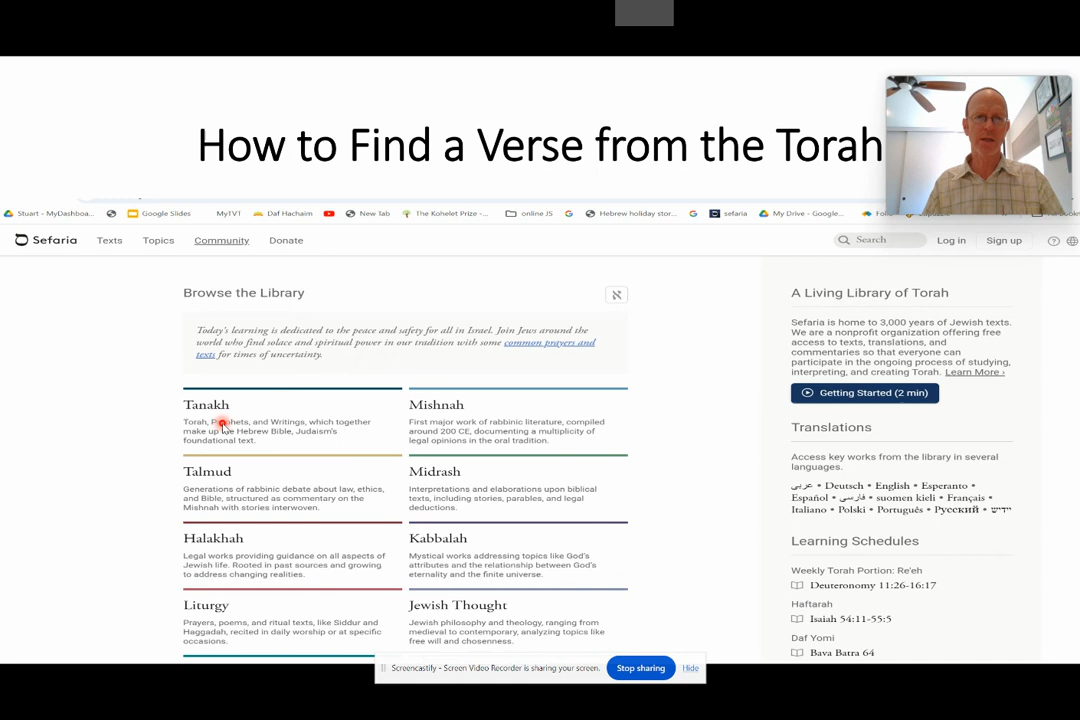 How to Find a Verse from the Torah
Stuart - MyDashboa...
Google Slides
MyTVT
Daf Hachaim
New Tab
The Kohelet Prize -...
online JS
Hebrew holiday stor...
sefaria
My Drive - Google...
Sefaria
Texts
Topics
Community
Donate
Search
Log in
Sign up
Browse the Library
Today's learning is dedicated to the peace and safety for all in Israel. Join Jews around the
world who find solace and spiritual power in our tradition with some common prayers and
texts for times of uncertainty.
Tanakh
Torah, Prophets, and Writings, which together
make up the Hebrew Bible, Judaism's
foundational text.
Mishnah
First major work of rabbinic literature, compiled
around 200 CE, documenting a multiplicity of
legal opinions in the oral tradition.
Talmud
Generations of rabbinic debate about law, ethics,
and Bible, structured as commentary on the
Mishnah with stories interwoven.
Midrash
Interpretations and elaborations upon biblical
texts, including stories, parables, and legal
deductions.
Halakhah
Legal works providing guidance on all aspects of
Jewish life. Rooted in past sources and growing
to address changing realities.
Kabbalah
Mystical works addressing topics like God's
attributes and the relationship between God's
eternality and the finite universe.
Liturgy
Prayers, poems, and ritual texts, like Siddur and
Haggadah, recited in daily worship or at specific
occasions.
Jewish Thought
Jewish philosophy and theology, ranging from
medieval to contemporary, analyzing topics like
free will and chosenness.
A Living Library of Torah
Sefaria is home to 3,000 years of Jewish texts.
We are a nonprofit organization offering free
access to texts, translations, and
commentaries so that everyone can
participate in the ongoing process of studying,
interpreting, and creating Torah. Learn More ›
Getting Started (2 min)
Translations
Access key works from the library in several
languages.
عربى • Deutsch • English • Esperanto •
Español • فارسی • suomen kieli • Français •
Italiano • Polski • Português • Русский • יידיש
Learning Schedules
Weekly Torah Portion: Re'eh
Deuteronomy 11:26-16:17
Haftarah
Isaiah 54:11-55:5
Daf Yomi
Bava Batra 64
Screencastify - Screen Video Recorder is sharing your screen.
Stop sharing
Hide